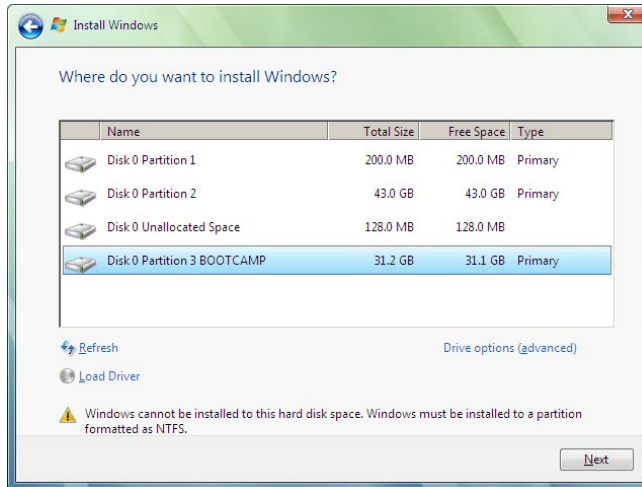 Install Windows
Where do you want to install Windows?
Name Total Size Free Space Type
Disk 0 Partition 1 200.0 MB 200.0 MB Primary
Disk 0 Partition 2 43.0 GB 43.0 GB Primary
Disk 0 Unallocated Space 128.0 MB 128.0 MB
Disk 0 Partition 3 BOOTCAMP 31.2 GB 31.1 GB Primary
Refresh Drive options (advanced)
Load Driver
Windows cannot be installed to this hard disk space. Windows must be installed to a partition
formatted as NTFS.
Next